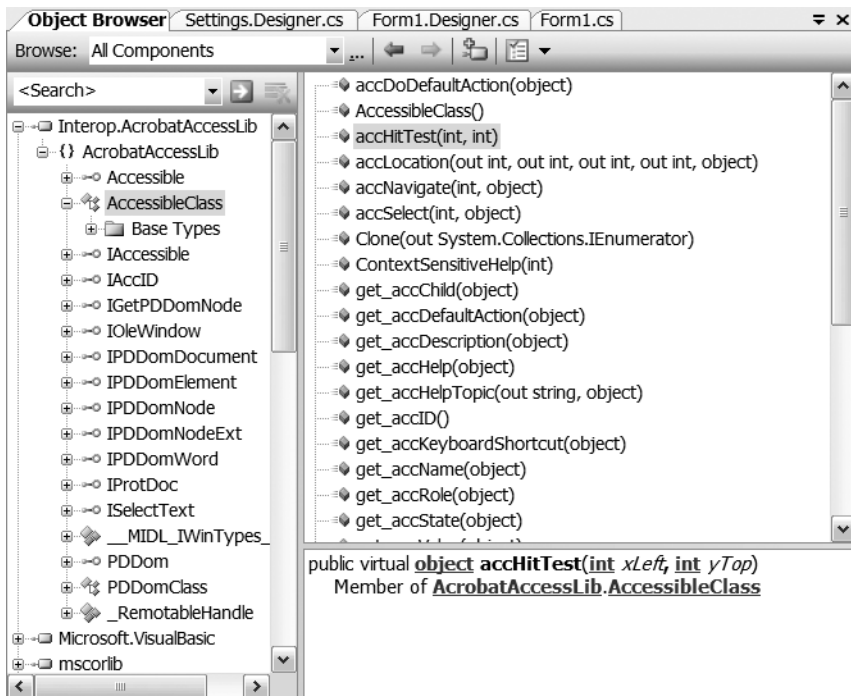 Object Browser Settings.Designer.cs Form1.Designer.cs Form1.cs
Browse: All Components ...
<Search>
Interop.AcrobatAccessLib
{} AcrobatAccessLib
Accessible
AccessibleClass
Base Types
IAccessible
IAccID
IGetPDDomNode
IOleWindow
IPDDomDocument
IPDDomElement
IPDDomNode
IPDDomNodeExt
IPDDomWord
IProtDoc
ISelectText
__MIDL_IWinTypes_
PDDom
PDDomClass
_RemotableHandle
Microsoft.VisualBasic
mscorlib
accDoDefaultAction(object)
AccessibleClass()
accHitTest(int, int)
accLocation(out int, out int, out int, out int, object)
accNavigate(int, object)
accSelect(int, object)
Clone(out System.Collections.IEnumerator)
ContextSensitiveHelp(int)
get_accChild(object)
get_accDefaultAction(object)
get_accDescription(object)
get_accHelp(object)
get_accHelpTopic(out string, object)
get_accID()
get_accKeyboardShortcut(object)
get_accName(object)
get_accRole(object)
get_accState(object)
public virtual object accHitTest(int xLeft, int yTop)
Member of AcrobatAccessLib.AccessibleClass